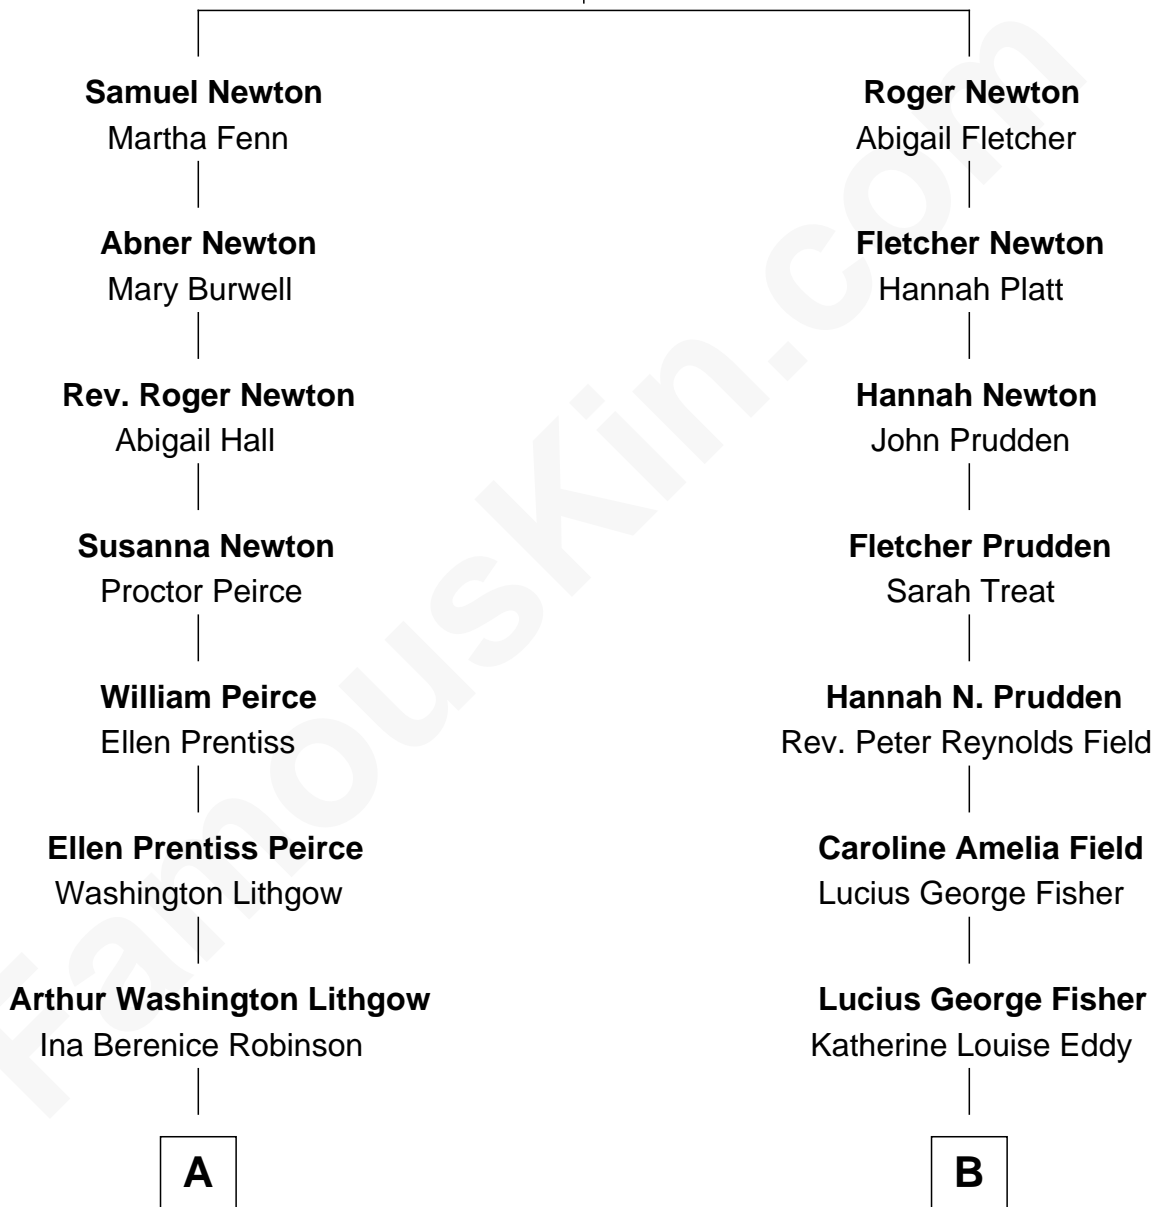 Samuel Newton
Martha Fenn
Roger Newton
Abigail Fletcher
Abner Newton
Mary Burwell
Fletcher Newton
Hannah Platt
Rev. Roger Newton
Abigail Hall
Hannah Newton
John Prudden
Susanna Newton
Proctor Peirce
Fletcher Prudden
Sarah Treat
William Peirce
Ellen Prentiss
Hannah N. Prudden
Rev. Peter Reynolds Field
Ellen Prentiss Peirce
Washington Lithgow
Caroline Amelia Field
Lucius George Fisher
Arthur Washington Lithgow
Ina Berenice Robinson
Lucius George Fisher
Katherine Louise Eddy
A
B
FamousKin.com